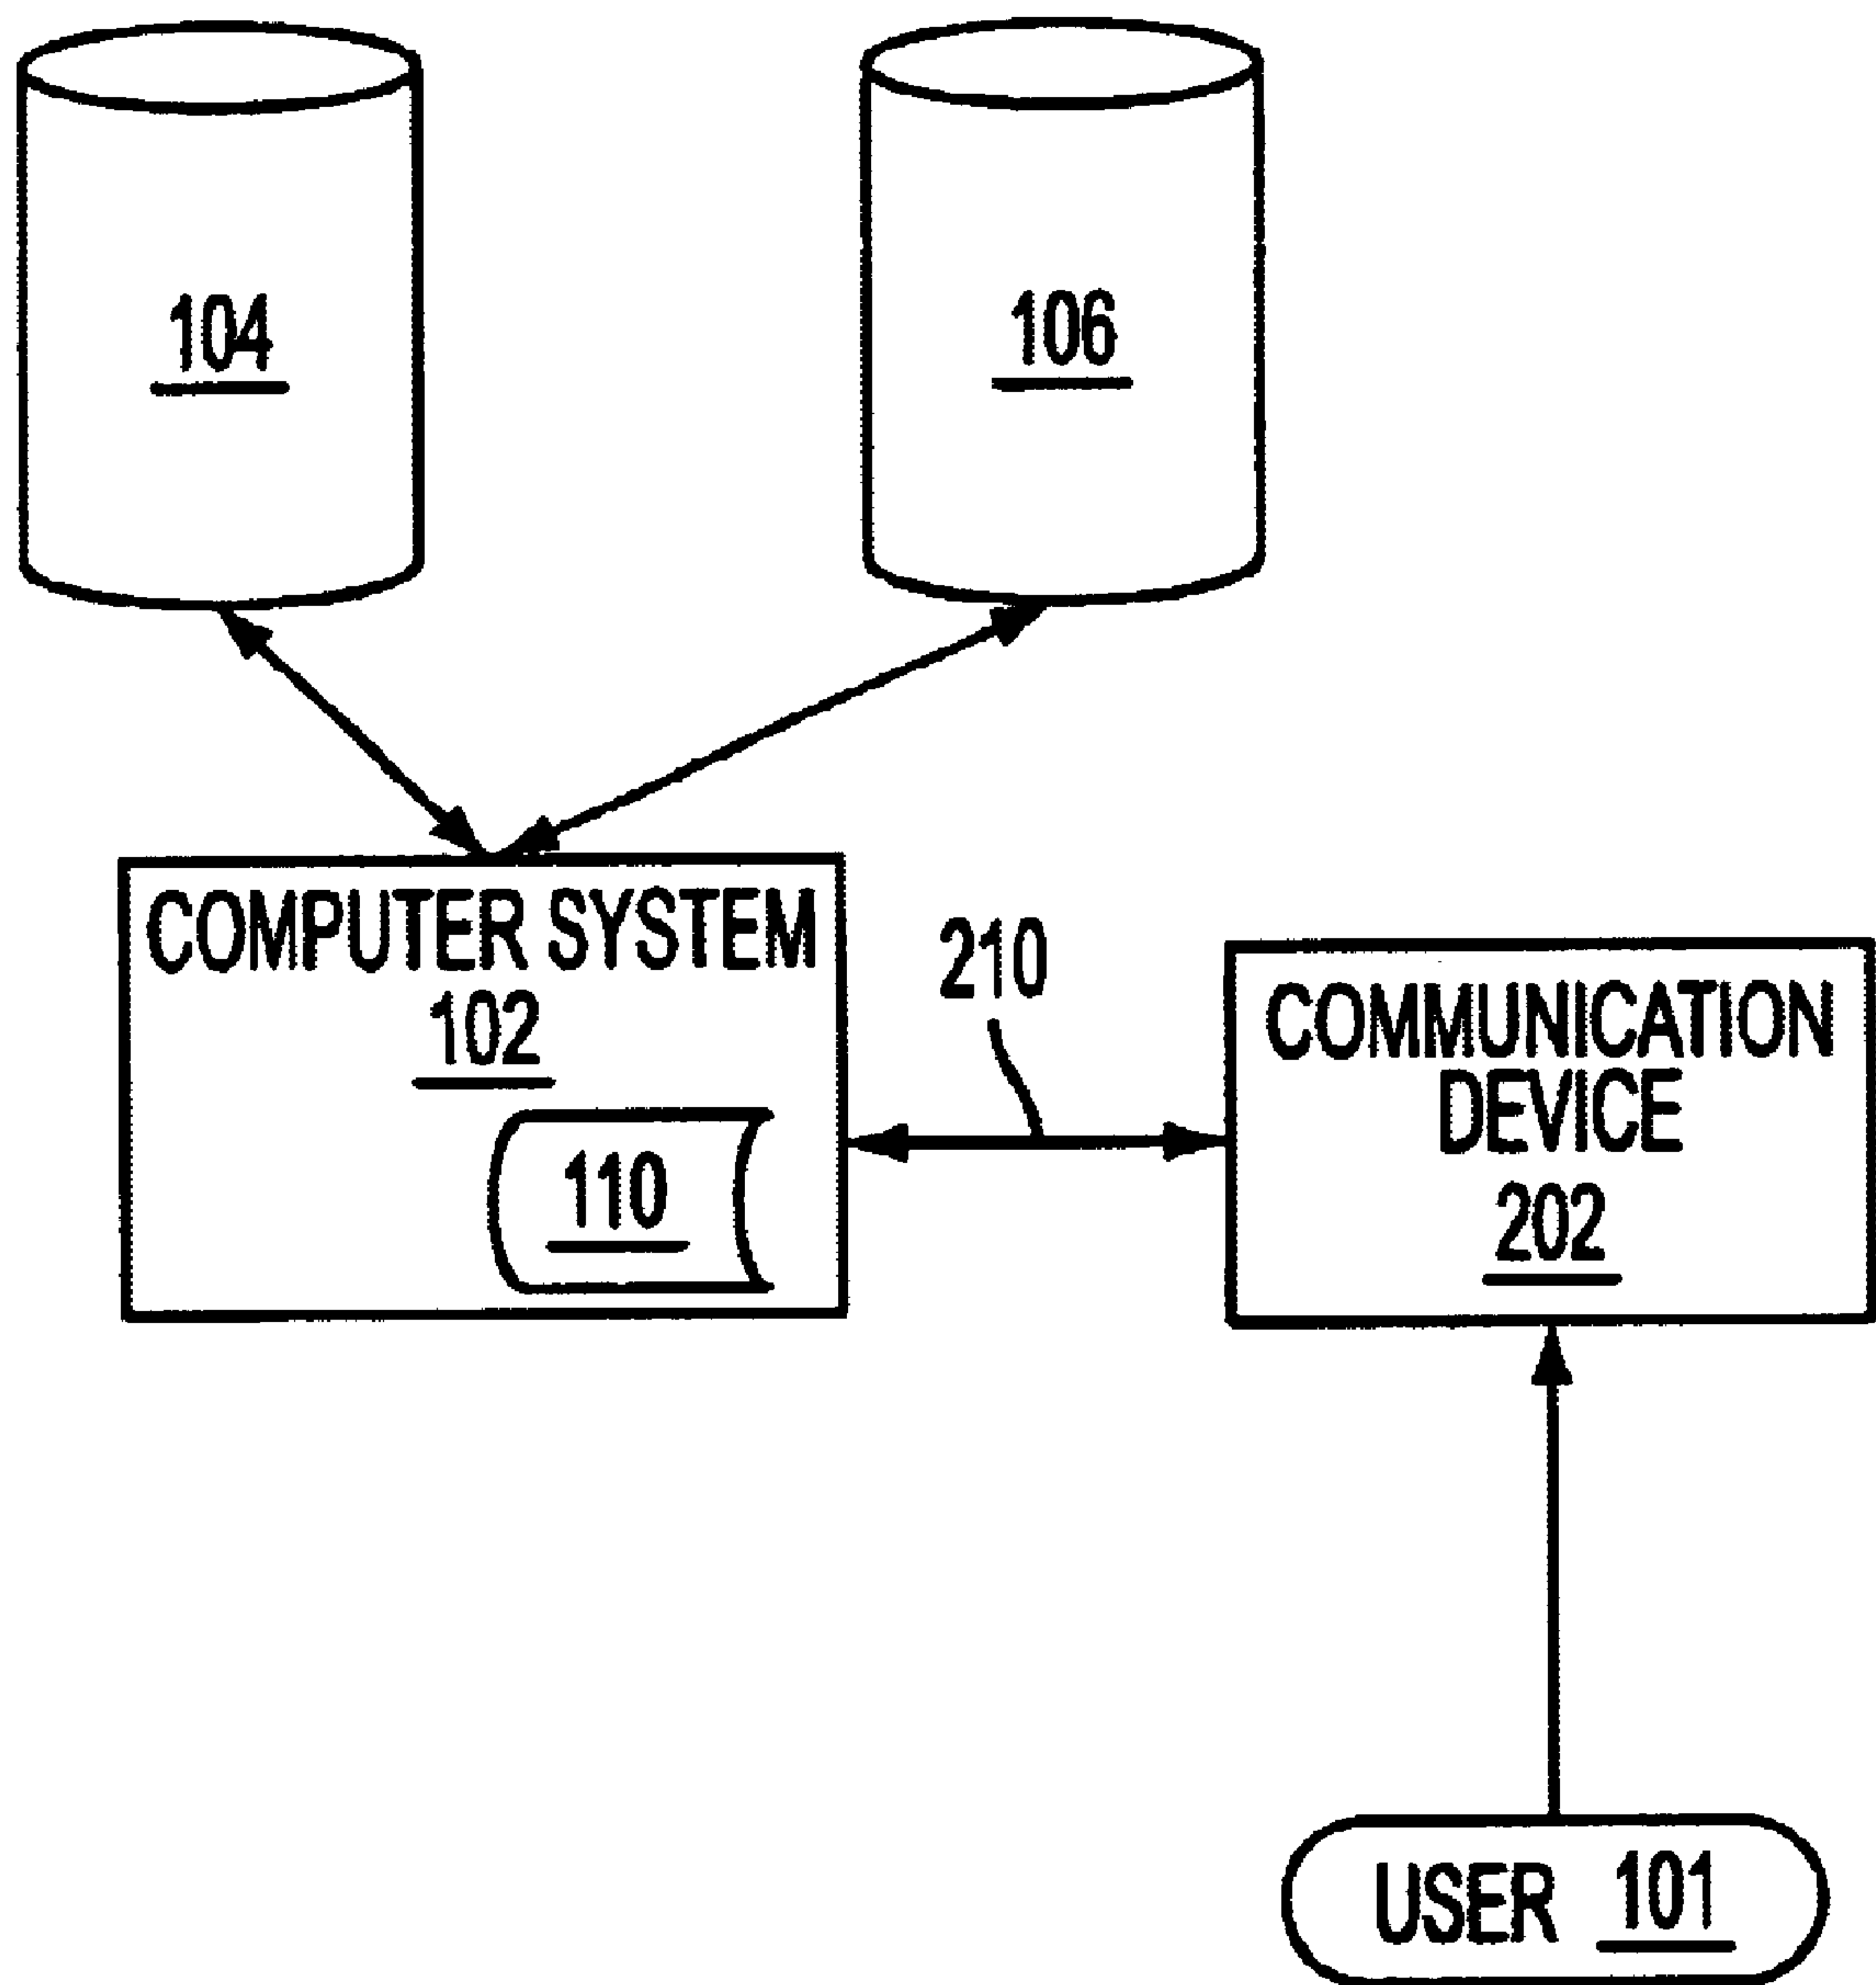 104
106
COMPUTER SYSTEM
102
110
210
COMMUNICATION
DEVICE
202
USER 101